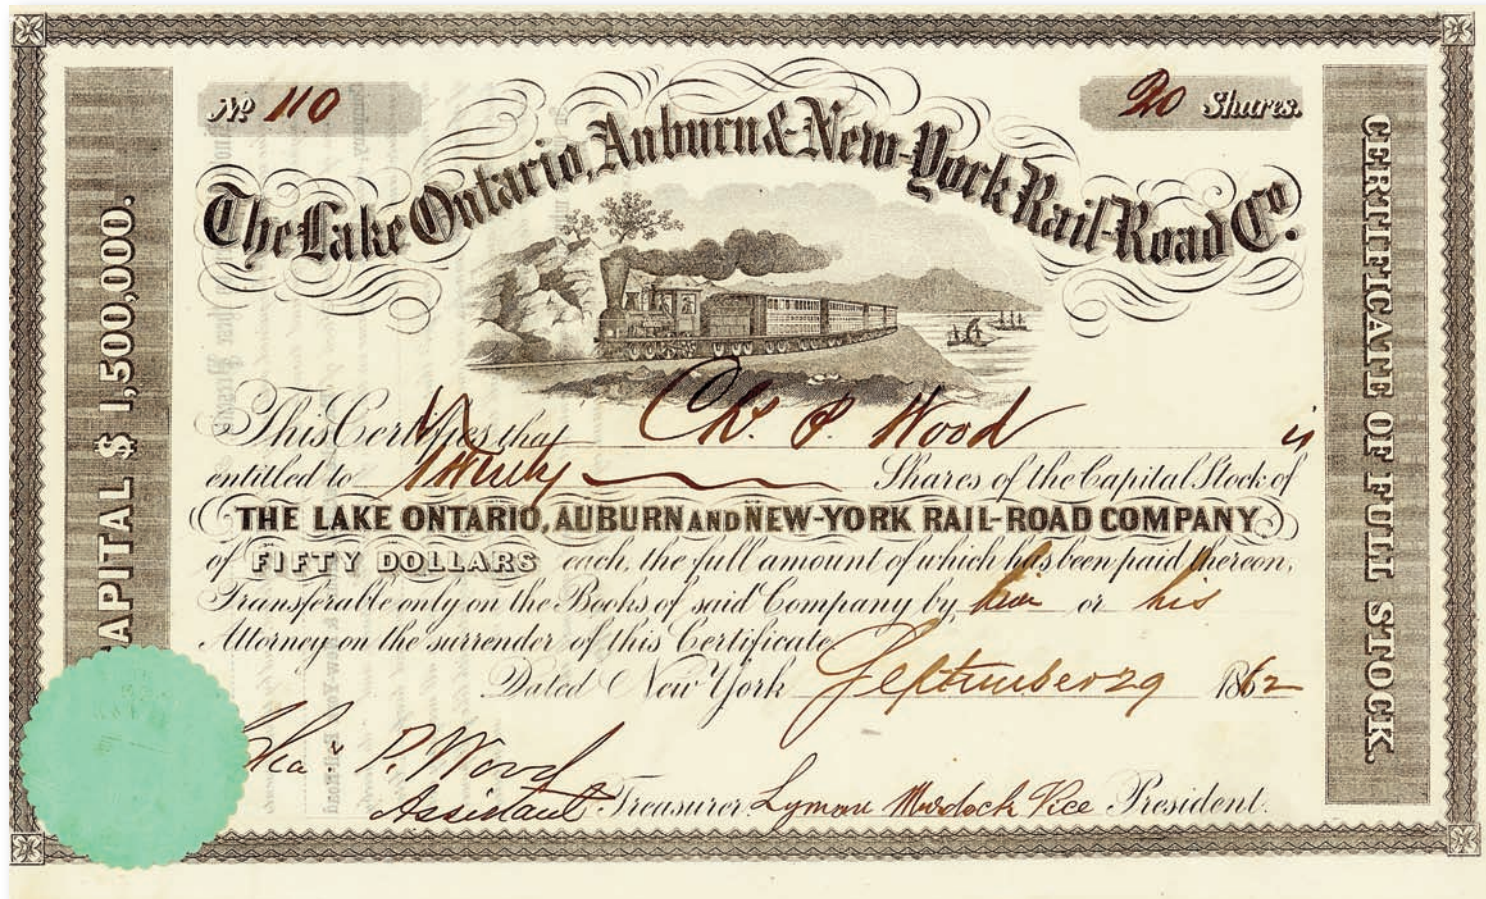 No 110
20 Shares.
The Lake Ontario, Auburn & New-York Rail-Road Co.
CAPITAL $ 1,500,000.
CERTIFICATE OF FULL STOCK.
This Certifies that Chs. P. Wood is
entitled to Twenty Shares of the Capital Stock of
THE LAKE ONTARIO, AUBURN AND NEW-YORK RAIL-ROAD COMPANY
of FIFTY DOLLARS each, the full amount of which has been paid thereon,
Transferable only on the Books of said Company by him or his
Attorney on the surrender of this Certificate
Dated New York September 29 1862
Chas. P. Wood
Assistant Treasurer. Lyman Murdock Vice President.